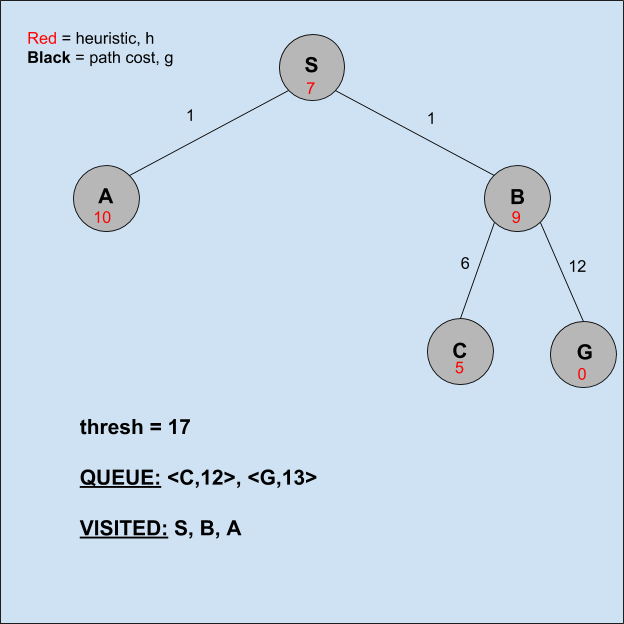 Red = heuristic, h
Black = path cost, g
S
7
1
1
A
10
B
9
6
12
C
5
G
0
thresh = 17
QUEUE: <C,12>, <G,13>
VISITED: S, B, A